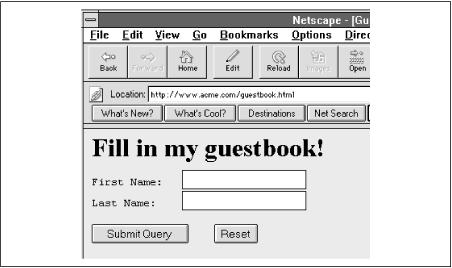 Netscape - [Gu
File Edit View Go Bookmarks Options Direc
Back Forward Home Edit Reload Images Open
Location: http://www.acme.com/guestbook.html
What's New? What's Cool? Destinations Net Search
Fill in my guestbook!
First Name:
Last Name:
Submit Query Reset